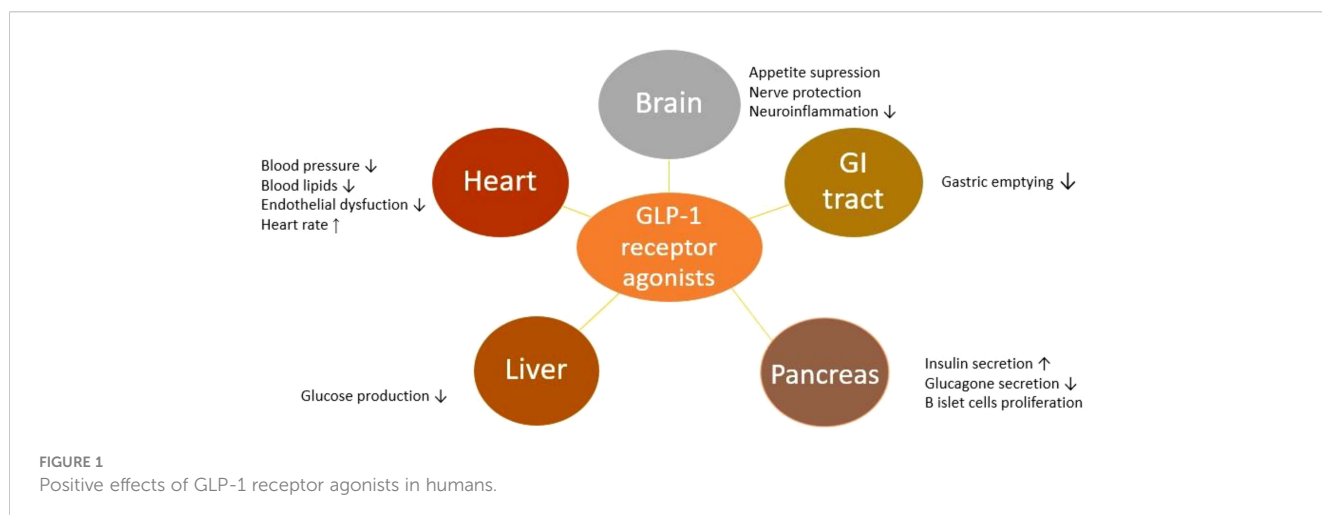 Brain
Appetite supression
Nerve protection
Neuroinflammation ↓
Blood pressure ↓
Blood lipids ↓
Endothelial dysfuction ↓
Heart rate ↑
Heart
GI
tract
Gastric emptying ↓
GLP-1
receptor
agonists
Glucose production ↓
Liver
Pancreas
Insulin secretion ↑
Glucagone secretion ↓
B islet cells proliferation
FIGURE 1
Positive effects of GLP-1 receptor agonists in humans.